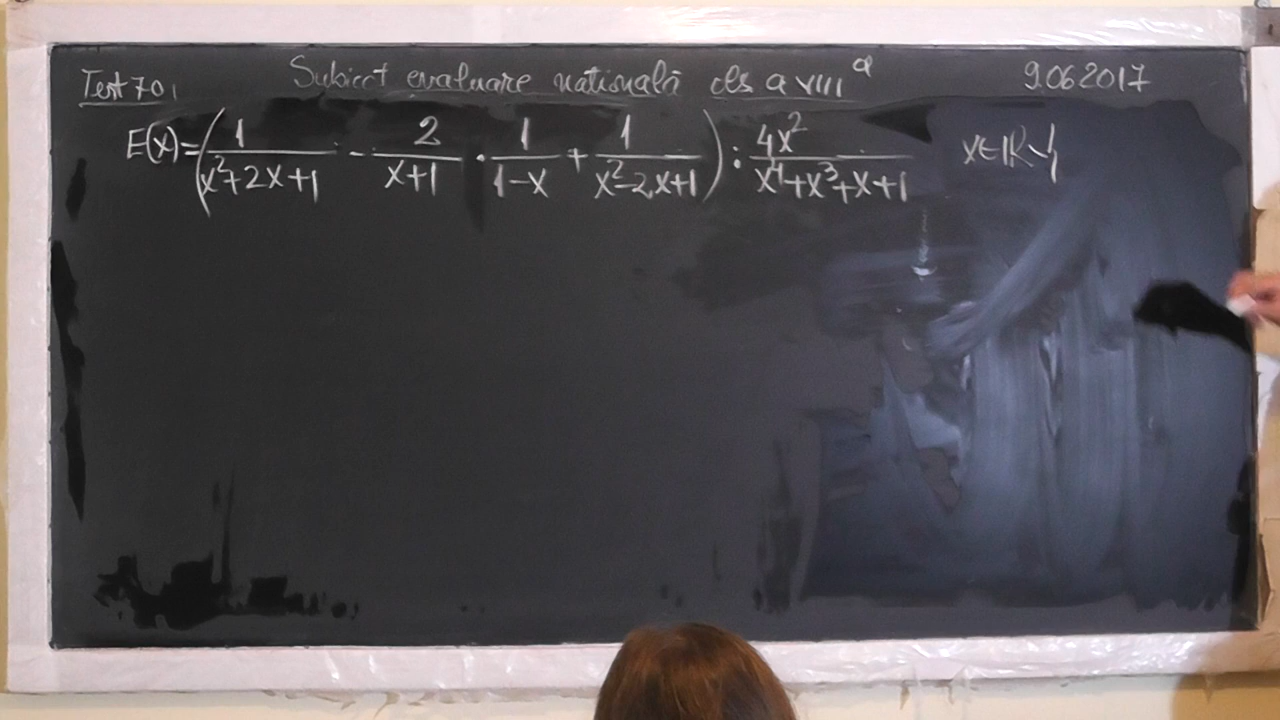 Test 70, Subiect evaluare națională cls a VIIIa 9.06 2017
E(x)=(1/(x²+2x+1) - 2/(x+1) · 1/(1-x) + 1/(x²-2x+1)) : 4x²/(x⁴+x³+x+1) x∈ℝ\{